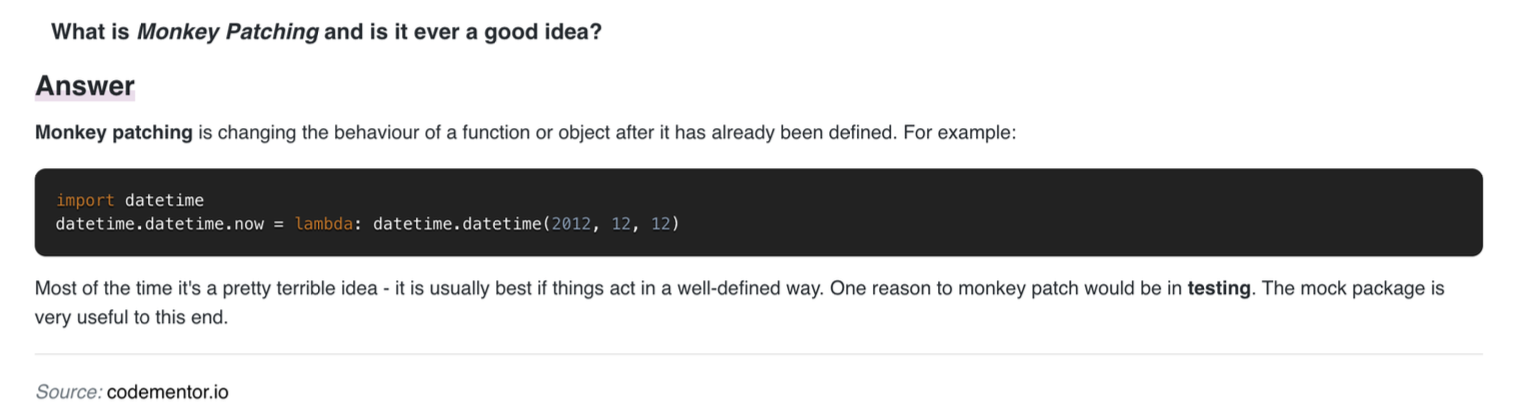 What is Monkey Patching and is it ever a good idea?
Answer
Monkey patching is changing the behaviour of a function or object after it has already been defined. For example:
import datetime
datetime.datetime.now = lambda: datetime.datetime(2012, 12, 12)
Most of the time it's a pretty terrible idea - it is usually best if things act in a well-defined way. One reason to monkey patch would be in testing. The mock package is
very useful to this end.
Source: codementor.io